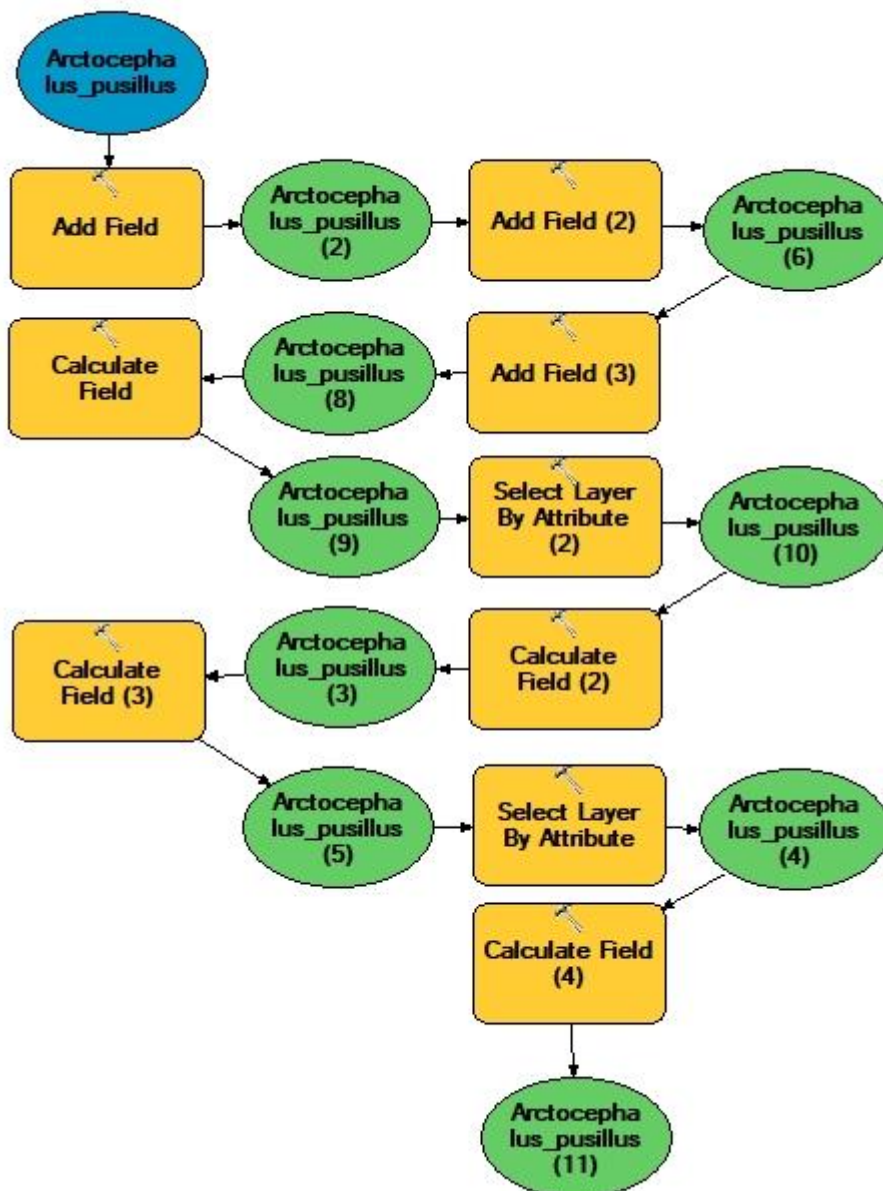 Arctocepha
lus_pusillus
Add Field
Arctocepha
lus_pusillus
(2)
Add Field (2)
Arctocepha
lus_pusillus
(6)
Add Field (3)
Arctocepha
lus_pusillus
(8)
Calculate
Field
Arctocepha
lus_pusillus
(9)
Select Layer
By Attribute
(2)
Arctocepha
lus_pusillus
(10)
Calculate
Field (2)
Arctocepha
lus_pusillus
(3)
Calculate
Field (3)
Arctocepha
lus_pusillus
(5)
Select Layer
By Attribute
Arctocepha
lus_pusillus
(4)
Calculate Field
(4)
Arctocepha
lus_pusillus
(11)